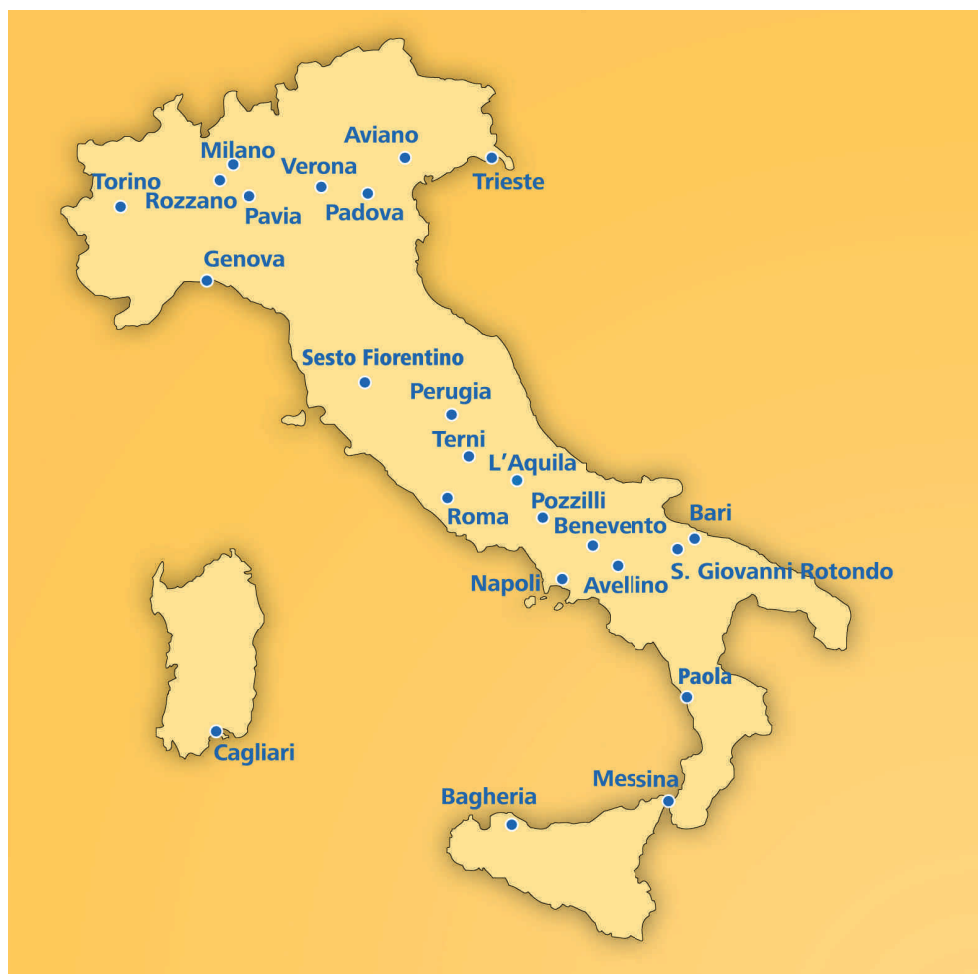 Aviano
Milano
Verona
Trieste
Torino
Rozzano
Pavia
Padova
Genova
Sesto Fiorentino
Perugia
Terni
L’Aquila
Pozzilli
Roma
Benevento
Bari
S. Giovanni Rotondo
Napoli
Avellino
Paola
Cagliari
Messina
Bagheria